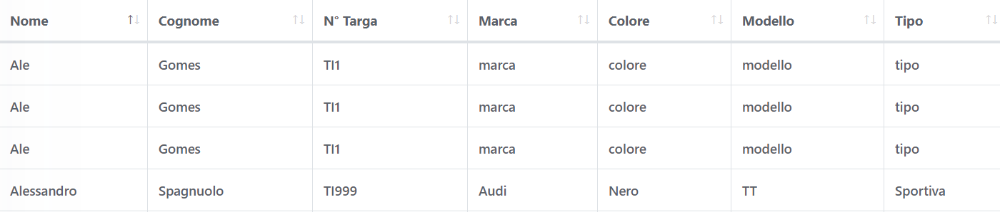 Nome Cognome N° Targa Marca Colore Modello Tipo
Ale Gomes TI1 marca colore modello tipo
Ale Gomes TI1 marca colore modello tipo
Ale Gomes TI1 marca colore modello tipo
Alessandro Spagnuolo TI999 Audi Nero TT Sportiva